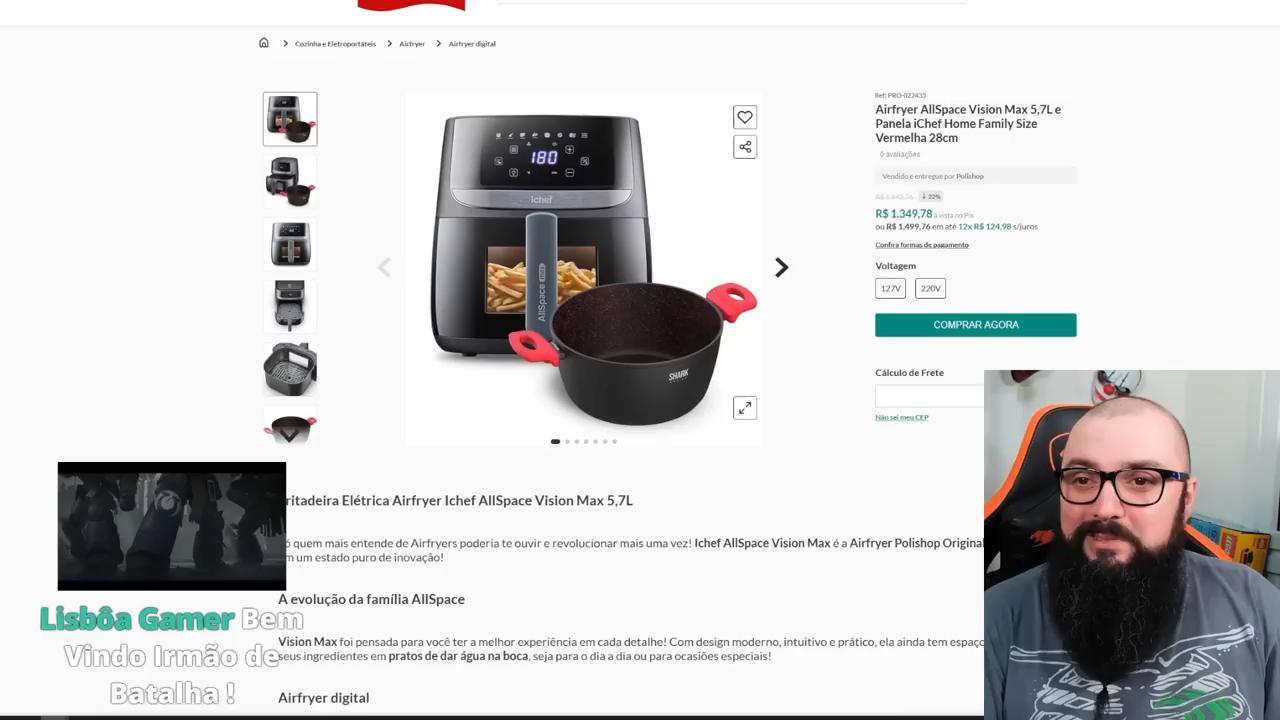 Cozinha e Eletroportáteis
Airfryer
Airfryer digital
180
Ichef
AllSpace
SHARK
Ref: PRO-022435
Airfryer AllSpace Vision Max 5,7L e
Panela iChef Home Family Size
Vermelha 28cm
0 avaliações
Vendido e entregue por Polishop
22%
R$ 1.349,78 à vista no Pix
ou R$ 1.499,76 em até 12x R$ 124,98 s/juros
Confira formas de pagamento
Voltagem
127V
220V
COMPRAR AGORA
Cálculo de Frete
Não sei meu CEP
ritadeira Elétrica Airfryer Ichef AllSpace Vision Max 5,7L
ó quem mais entende de Airfryers poderia te ouvir e revolucionar mais uma vez! Ichef AllSpace Vision Max é a Airfryer Polishop Original
m um estado puro de inovação!
A evolução da família AllSpace
Vision Max foi pensada para você ter a melhor experiência em cada detalhe! Com design moderno, intuitivo e prático, ela ainda tem espaço
seus ingredientes em pratos de dar água na boca, seja para o dia a dia ou para ocasiões especiais!
Airfryer digital
Lisbôa Gamer Bem
Vindo Irmão de
Batalha !